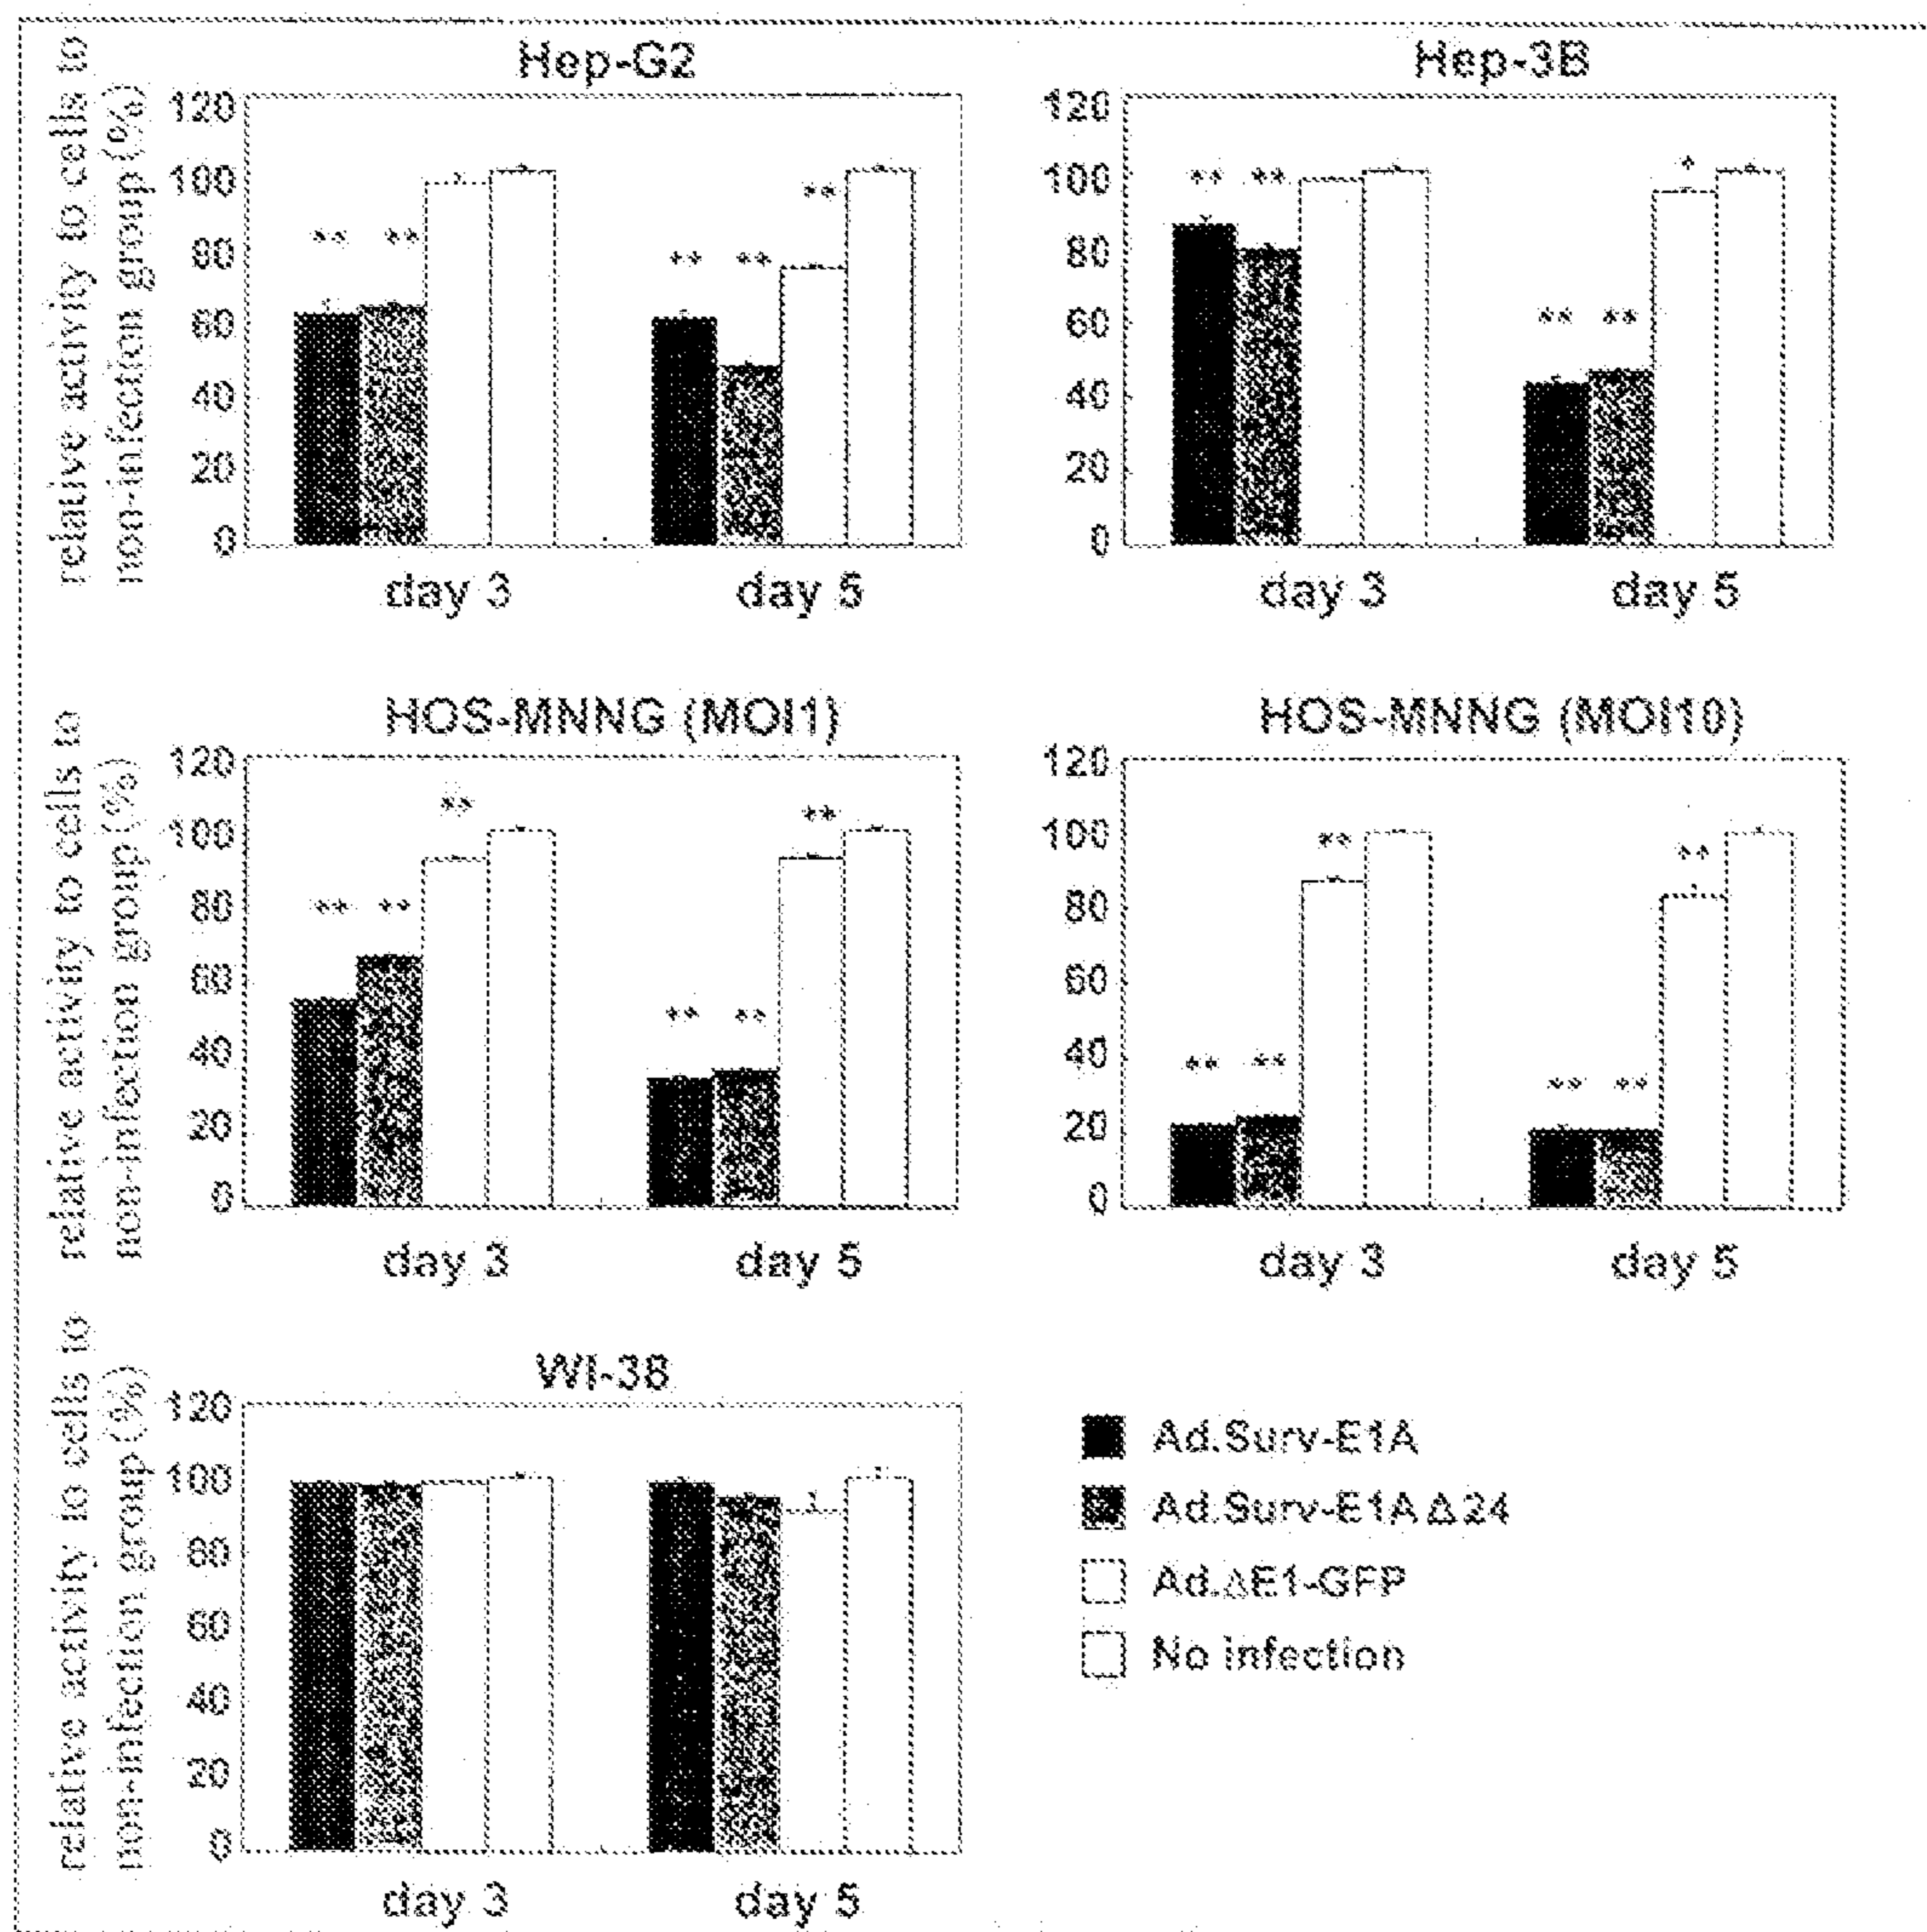 Hep-G2
relative activity to cells to
non-infection group (%)
120
100
80
60
40
20
0
** ** ** ** **
day 3 day 5
Hep-3B
120
100
80
60
40
20
0
** ** ** ** *
day 3 day 5
HOS-MNNG (MOI1)
relative activity to cells to
non-infection group (%)
120
100
80
60
40
20
0
** ** ** ** ** **
day 3 day 5
HOS-MNNG (MOI10)
120
100
80
60
40
20
0
** ** ** ** ** **
day 3 day 5
WI-38
relative activity to cells to
non-infection group (%)
120
100
80
60
40
20
0
day 3 day 5
Ad.Surv-E1A
Ad.Surv-E1AΔ24
Ad.ΔE1-GFP
No infection